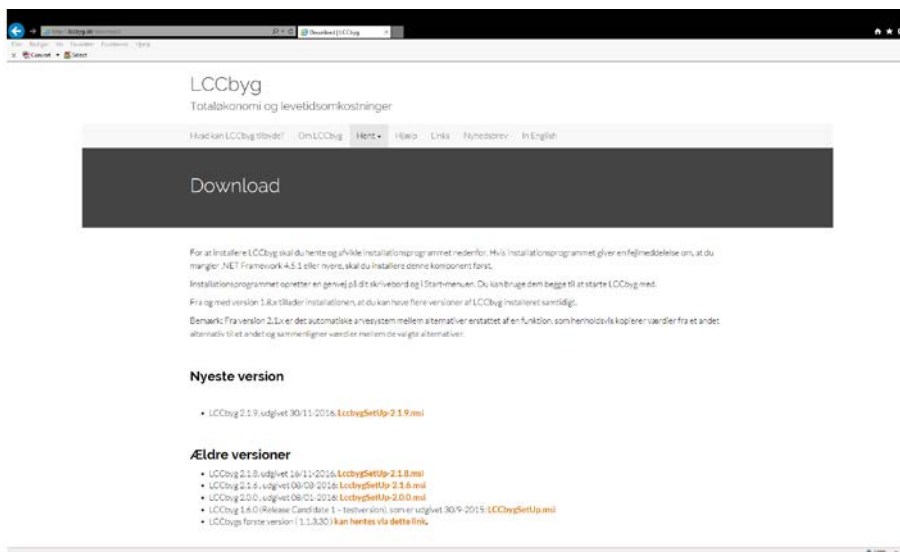 Download | LCCbyg
Convert Select
LCCbyg
Totaløkonomi og levetidsomkostninger
Hvad kan LCCbyg tilbyde? Om LCCbyg Hent Hjælp Links Nyhedsbrev In English
Download
For at installere LCCbyg skal du hente og afvikle installationsprogrammet nedenfor. Hvis installationsprogrammet giver en fejlmeddelelse om, at du
mangler .NET Framework 4.5.1 eller nyere, skal du installere denne komponent først.
Installationsprogrammet opretter en genvej på dit skrivebord og i Start-menuen. Du kan bruge dem begge til at starte LCCbyg med.
Fra og med version 1.8.x tillader installationen, at du kan have flere versioner af LCCbyg installeret samtidigt.
Bemærk: Fra version 2.1.x er det automatiske arvesystem mellem alternativer erstattet af en funktion, som henholdsvis kopierer værdier fra et andet
alternativ til et andet og sammenligner værdier mellem de valgte alternativer.
Nyeste version
• LCCbyg 2.1.9, udgivet 30/11-2016: LccbygSetUp-2.1.9.msi
Ældre versioner
• LCCbyg 2.1.8, udgivet 16/11-2016: LccbygSetUp-2.1.8.msi
• LCCbyg 2.1.6, udgivet 08/08-2016: LccbygSetUp-2.1.6.msi
• LCCbyg 2.0.0, udgivet 08/01-2016: LccbygSetUp-2.0.0.msi
• LCCbyg 1.6.0 (Release Candidate 1 – testversion), som er udgivet 30/9-2015: LCCbygSetUp.msi
• LCCbygs første version (1.1.3.30) kan hentes via dette link.